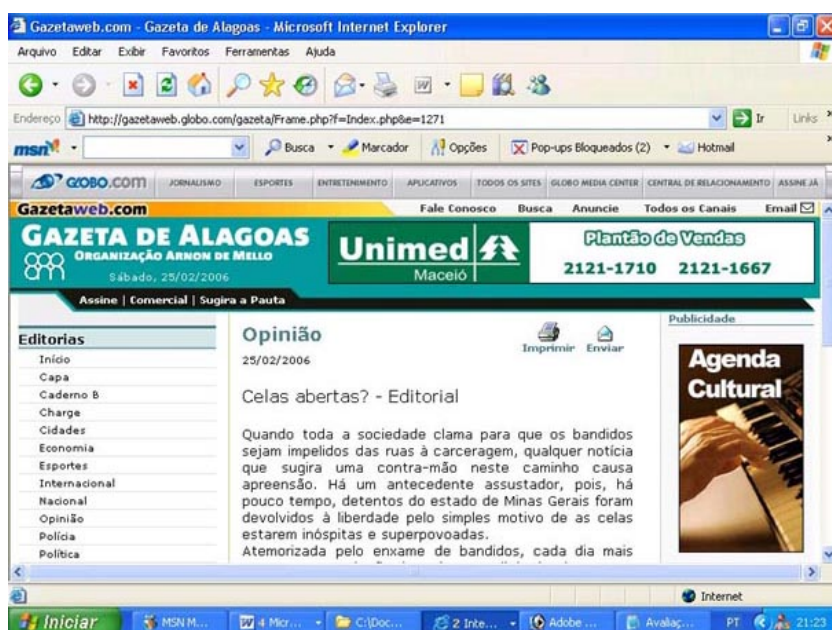 Gazetaweb.com - Gazeta de Alagoas - Microsoft Internet Explorer
Arquivo Editar Exibir Favoritos Ferramentas Ajuda
Endereço http://gazetaweb.globo.com/gazeta/Frame.php?f=Index.php&e=1271 Ir Links
msn Busca Marcador Opções Pop-ups Bloqueados (2) Hotmail
GLOBO.COM JORNALISMO ESPORTES ENTRETENIMENTO APLICATIVOS TODOS OS SITES GLOBO MEDIA CENTER CENTRAL DE RELACIONAMENTO ASSINE JÁ
Gazetaweb.com Fale Conosco Busca Anuncie Todos os Canais Email
GAZETA DE ALAGOAS
ORGANIZAÇÃO ARNON DE MELLO
Sábado, 25/02/2006
Unimed
Maceió
Plantão de Vendas
2121-1710 2121-1667
Assine | Comercial | Sugira a Pauta
Editorias
Início
Capa
Caderno B
Charge
Cidades
Economia
Esportes
Internacional
Nacional
Opinião
Polícia
Política
Opinião
25/02/2006
Imprimir Enviar
Celas abertas? - Editorial
Quando toda a sociedade clama para que os bandidos
sejam impelidos das ruas à carceragem, qualquer notícia
que sugira uma contra-mão neste caminho causa
apreensão. Há um antecedente assustador, pois, há
pouco tempo, detentos do estado de Minas Gerais foram
devolvidos à liberdade pelo simples motivo de as celas
estarem inóspitas e superpovoadas.
Atemorizada pelo enxame de bandidos, cada dia mais
Publicidade
Agenda
Cultural
Internet
Iniciar MSN M... 4 Micr... C:\Doc... 2 Inte... Adobe ... Avaliaç... PT 21:23